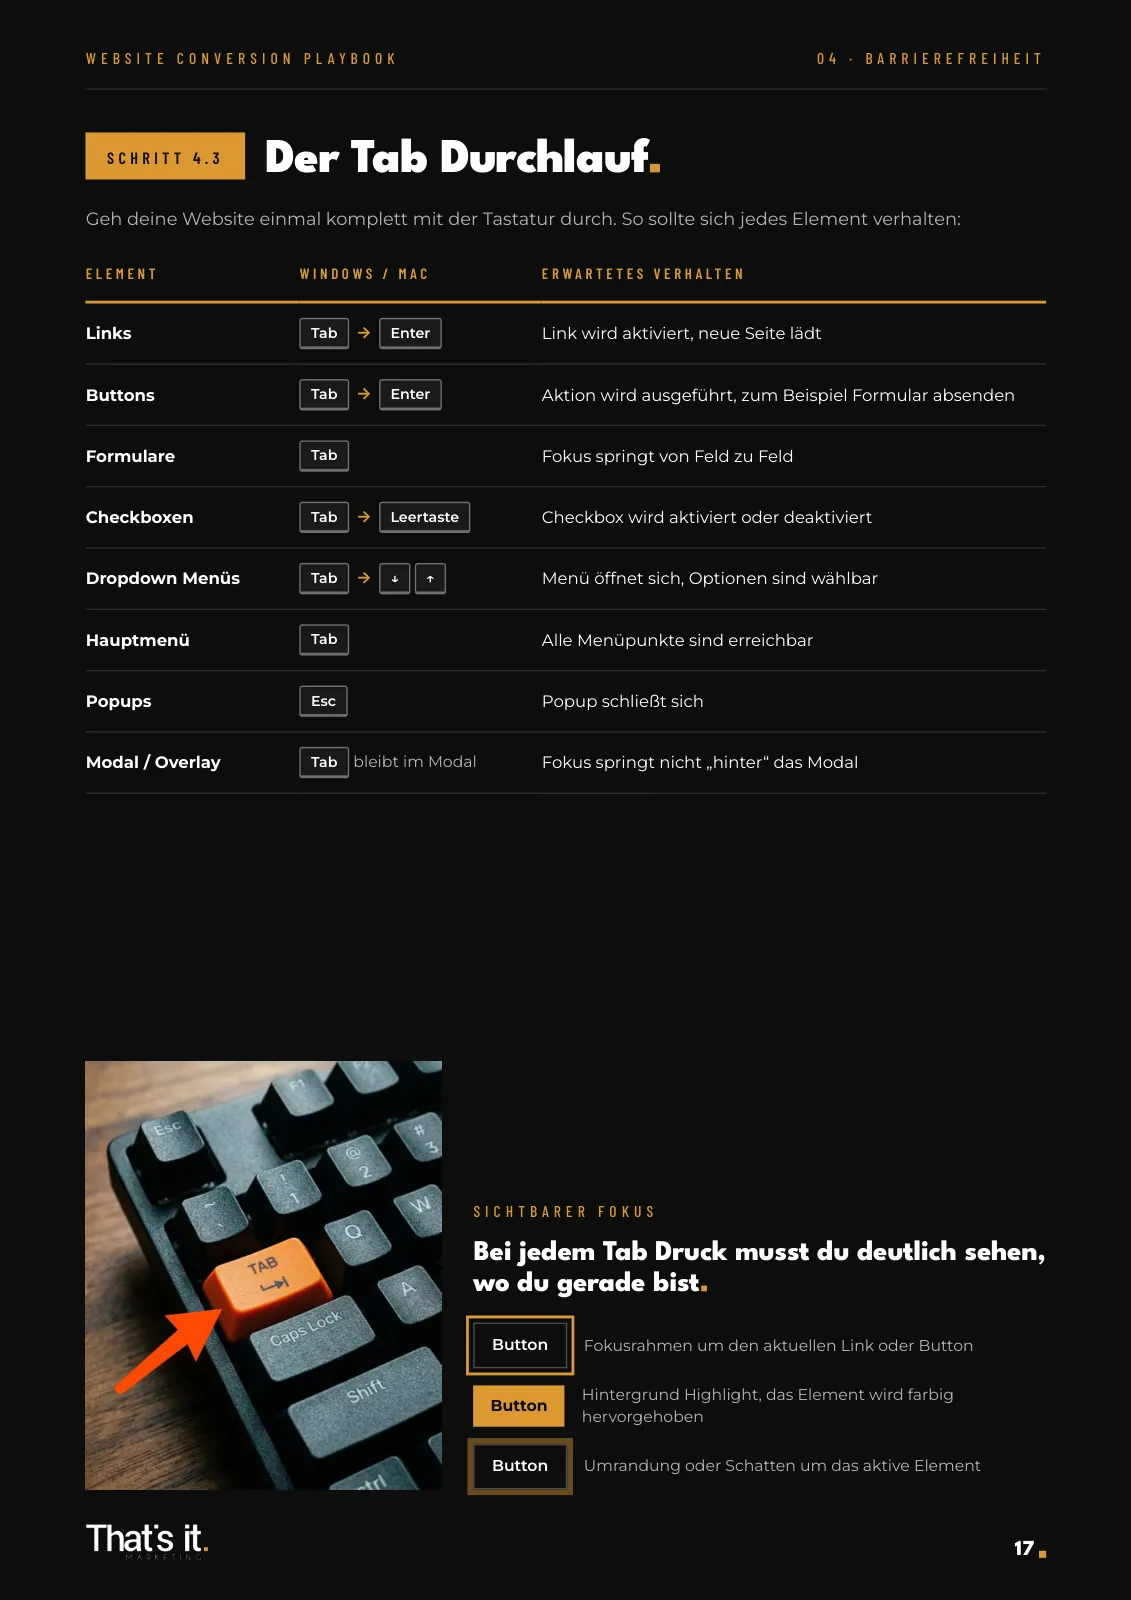 WEBSITE CONVERSION PLAYBOOK
04 · BARRIEREFREIHEIT
SCHRITT 4.3
Der Tab Durchlauf.
Geh deine Website einmal komplett mit der Tastatur durch. So sollte sich jedes Element verhalten:
ELEMENT WINDOWS / MAC ERWARTETES VERHALTEN
Links Tab → Enter Link wird aktiviert, neue Seite lädt
Buttons Tab → Enter Aktion wird ausgeführt, zum Beispiel Formular absenden
Formulare Tab Fokus springt von Feld zu Feld
Checkboxen Tab → Leertaste Checkbox wird aktiviert oder deaktiviert
Dropdown Menüs Tab → ↓ ↑ Menü öffnet sich, Optionen sind wählbar
Hauptmenü Tab Alle Menüpunkte sind erreichbar
Popups Esc Popup schließt sich
Modal / Overlay Tab bleibt im Modal Fokus springt nicht „hinter“ das Modal
Esc F1 F2
~ ` ! 1 @ 2 # 3
TAB Q W
Caps Lock A
Shift
ctrl
SICHTBARER FOKUS
Bei jedem Tab Druck musst du deutlich sehen,
wo du gerade bist.
Button Fokusrahmen um den aktuellen Link oder Button
Button Hintergrund Highlight, das Element wird farbig
hervorgehoben
Button Umrandung oder Schatten um das aktive Element
That's it.
MARKETING
17